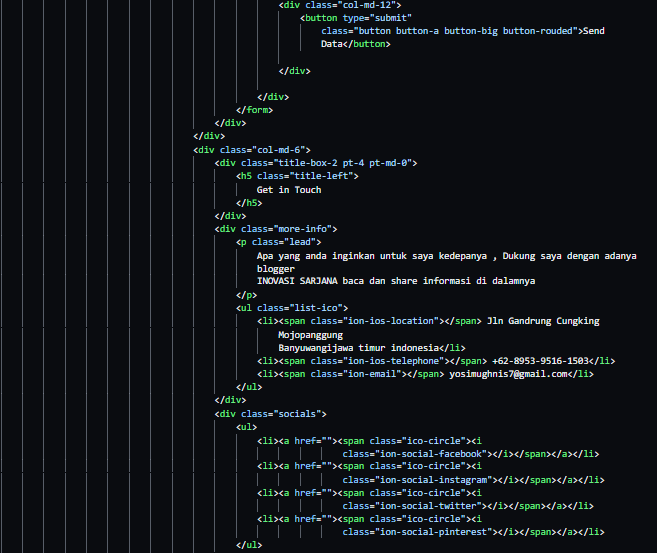 <div class="col-md-12">
<button type="submit"
class="button button-a button-big button-rouded">Send
Data</button>
</div>
</div>
</form>
</div>
</div>
<div class="col-md-6">
<div class="title-box-2 pt-4 pt-md-0">
<h5 class="title-left">
Get in Touch
</h5>
</div>
<div class="more-info">
<p class="lead">
Apa yang anda inginkan untuk saya kedepanya , Dukung saya dengan adanya
blogger
INOVASI SARJANA baca dan share informasi di dalamnya
</p>
<ul class="list-ico">
<li><span class="ion-ios-location"></span> Jln Gandrung Cungking
Mojopanggung
Banyuwangijawa timur indonesia</li>
<li><span class="ion-ios-telephone"></span> +62-8953-9516-1503</li>
<li><span class="ion-email"></span> yosimughnis7@gmail.com</li>
</ul>
</div>
<div class="socials">
<ul>
<li><a href=""><span class="ico-circle"><i
class="ion-social-facebook"></i></span></a></li>
<li><a href=""><span class="ico-circle"><i
class="ion-social-instagram"></i></span></a></li>
<li><a href=""><span class="ico-circle"><i
class="ion-social-twitter"></i></span></a></li>
<li><a href=""><span class="ico-circle"><i
class="ion-social-pinterest"></i></span></a></li>
</ul>